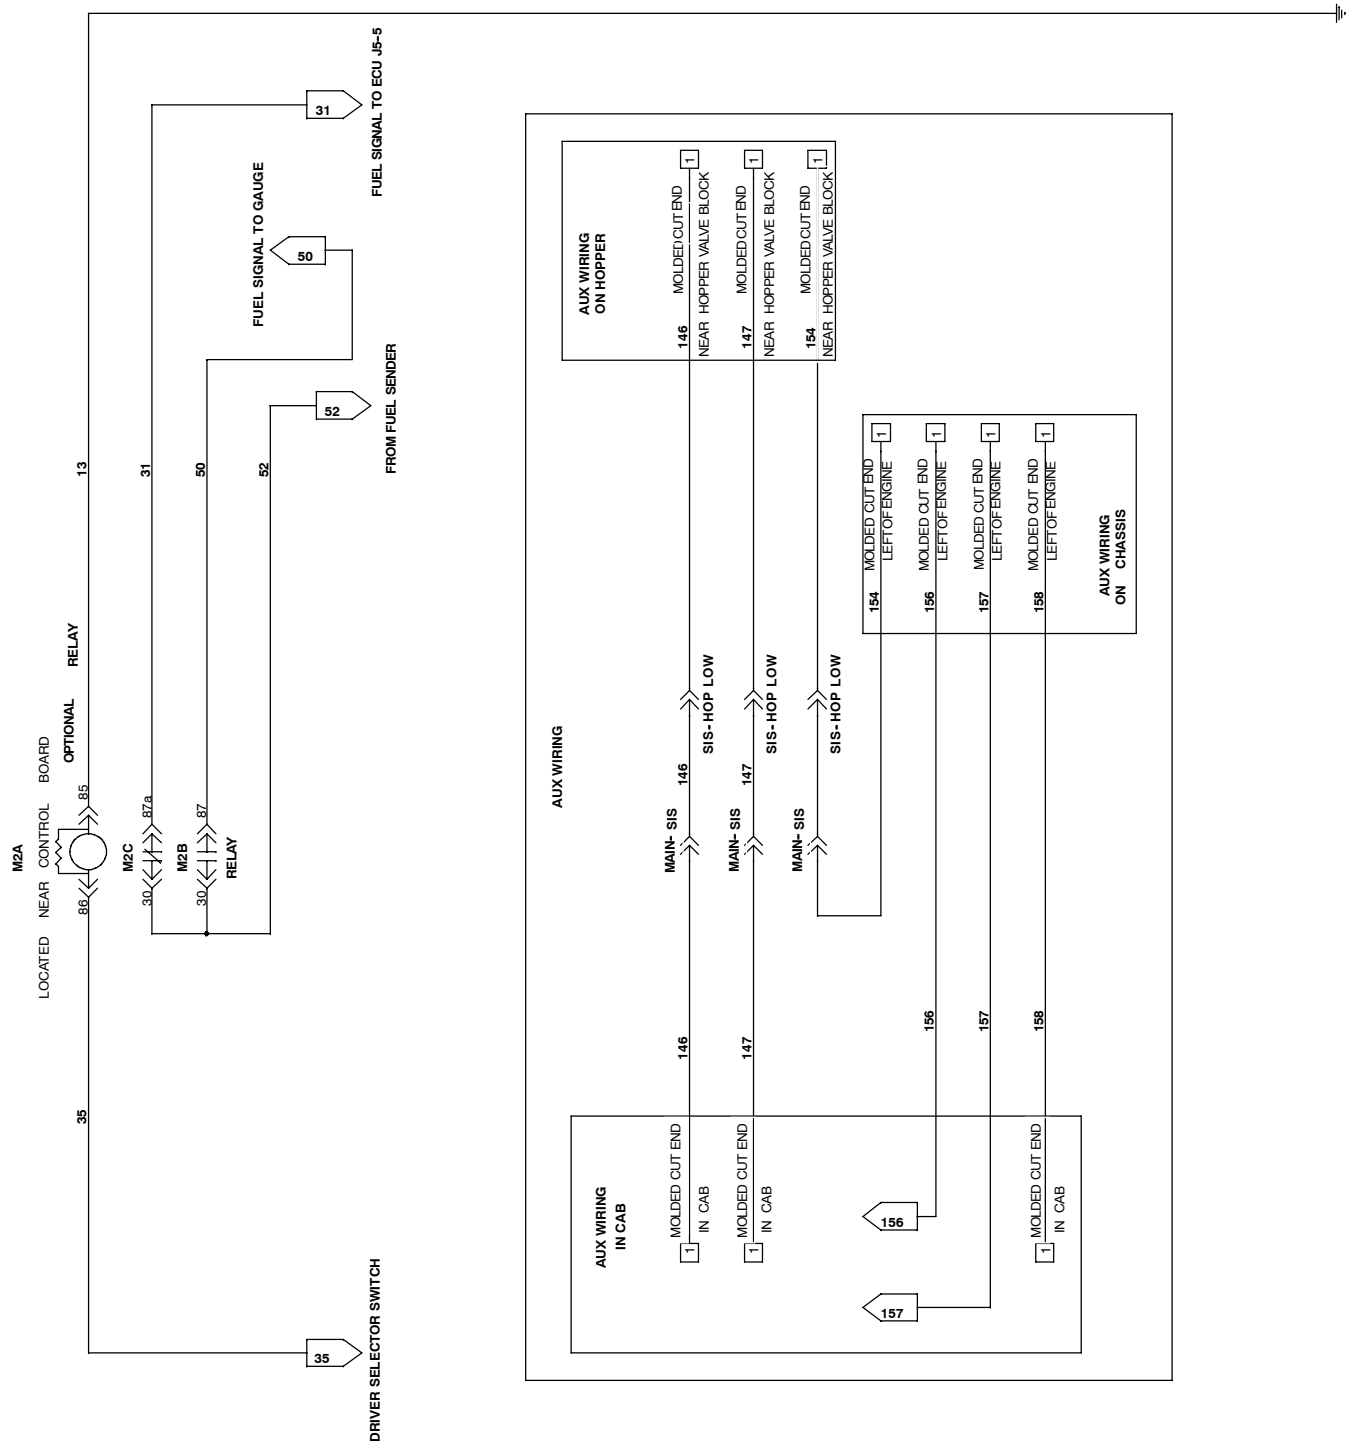 M2A
LOCATED NEAR CONTROL BOARD
OPTIONAL RELAY
35
86
85
13
30
M2C
87a
31
30
M2B
87
50
RELAY
52
35
DRIVER SELECTOR SWITCH
31
FUEL SIGNAL TO ECU J5-5
50
FUEL SIGNAL TO GAUGE
52
FROM FUEL SENDER
AUX WIRING
AUX WIRING
IN CAB
1
MOLDED CUT END
IN CAB
1
MOLDED CUT END
IN CAB
156
157
1
MOLDED CUT END
IN CAB
146
MAIN- SIS
146
SIS- HOP LOW
147
MAIN- SIS
147
SIS- HOP LOW
MAIN- SIS
SIS- HOP LOW
156
157
158
AUX WIRING
ON HOPPER
146
MOLDED CUT END
NEAR HOPPER VALVE BLOCK
1
147
MOLDED CUT END
NEAR HOPPER VALVE BLOCK
1
154
MOLDED CUT END
NEAR HOPPER VALVE BLOCK
1
154
MOLDED CUT END
LEFT OF ENGINE
1
156
MOLDED CUT END
LEFT OF ENGINE
1
157
MOLDED CUT END
LEFT OF ENGINE
1
158
MOLDED CUT END
LEFT OF ENGINE
1
AUX WIRING
ON CHASSIS